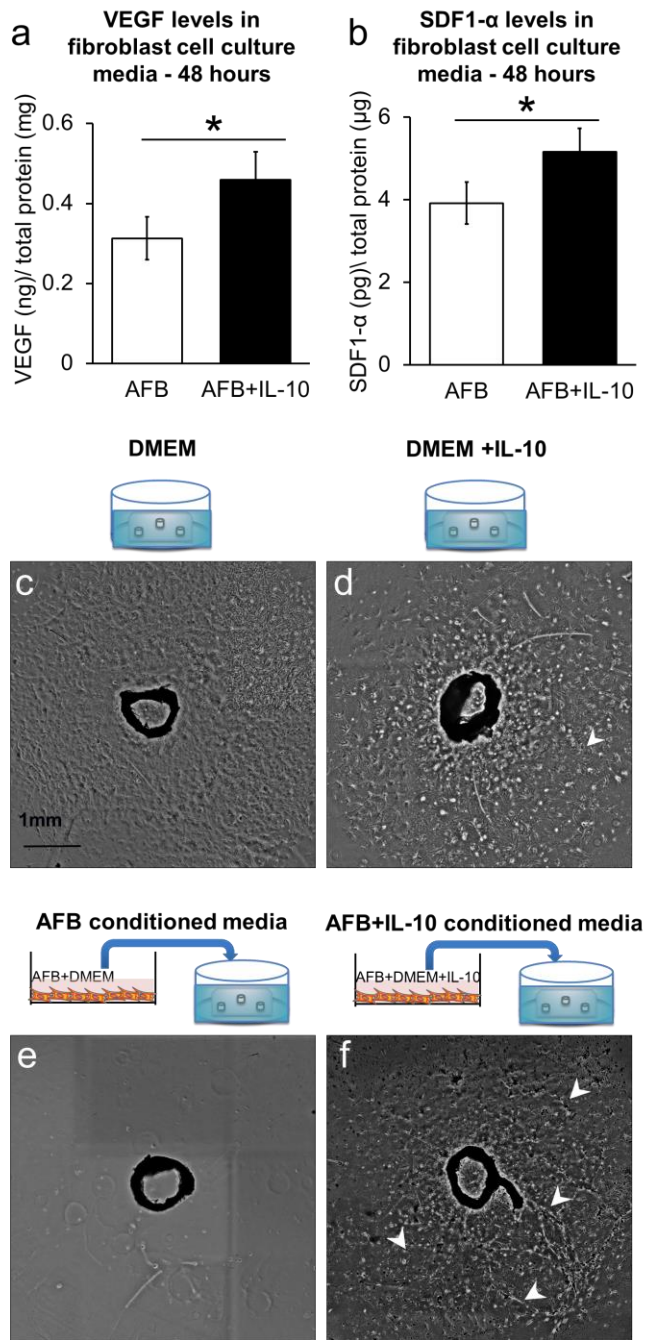 a
VEGF levels in
fibroblast cell culture
media - 48 hours
VEGF (ng)/ total protein (mg)
0.6
0.4
0.2
0
*
AFB
AFB+IL-10
b
SDF1-α levels in
fibroblast cell culture
media - 48 hours
SDF1-α (pg)\ total protein (µg)
6
4
2
0
*
AFB
AFB+IL-10
DMEM
DMEM +IL-10
c
1mm
d
AFB conditioned media
AFB+IL-10 conditioned media
AFB+DMEM
AFB+DMEM+IL-10
e
f